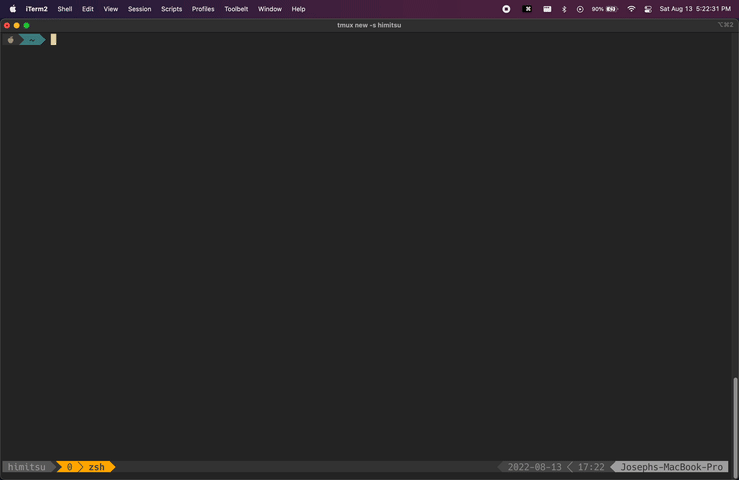 iTerm2 Shell Edit View Session Scripts Profiles Toolbelt Window Help 90% Sat Aug 13 5:22:31 PM
tmux new -s himitsu ⌥⌘2
~
himitsu 0 zsh 2022-08-13 17:22 Josephs-MacBook-Pro